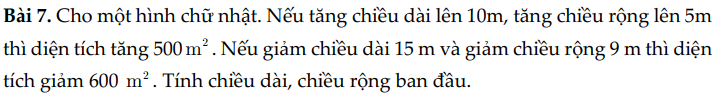 Bài 7. Cho một hình chữ nhật. Nếu tăng chiều dài lên 10m, tăng chiều rộng lên 5m
thì diện tích tăng 500 m². Nếu giảm chiều dài 15 m và giảm chiều rộng 9 m thì diện
tích giảm 600 m². Tính chiều dài, chiều rộng ban đầu.